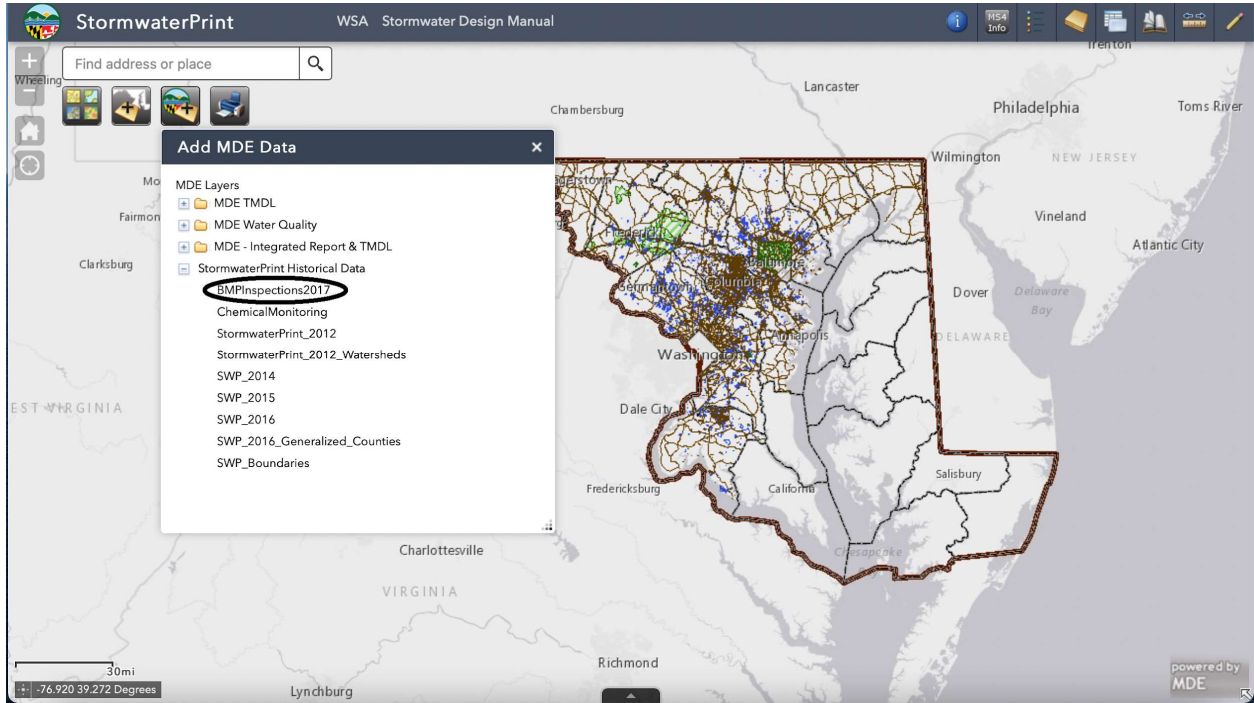 StormwaterPrint
WSA Stormwater Design Manual
MS4
Info
Find address or place
Add MDE Data
MDE Layers
MDE TMDL
MDE Water Quality
MDE - Integrated Report & TMDL
StormwaterPrint Historical Data
BMPInspections2017
ChemicalMonitoring
StormwaterPrint_2012
StormwaterPrint_2012_Watersheds
SWP_2014
SWP_2015
SWP_2016
SWP_2016_Generalized_Counties
SWP_Boundaries
Wheeling
Trenton
Lancaster
Chambersburg
Philadelphia
Toms River
Wilmington
NEW JERSEY
Mo
Fairmon
Vineland
Frederick
Atlantic City
Clarksburg
Baltimore
Germantown
Columbia
Dover
Delaware
Bay
Annapolis
DELAWARE
Washington
EST VIRGINIA
Dale City
Salisbury
Fredericksburg
California
Charlottesville
Chesapeake
VIRGINIA
Richmond
30mi
-76.920 39.272 Degrees
Lynchburg
powered by
MDE